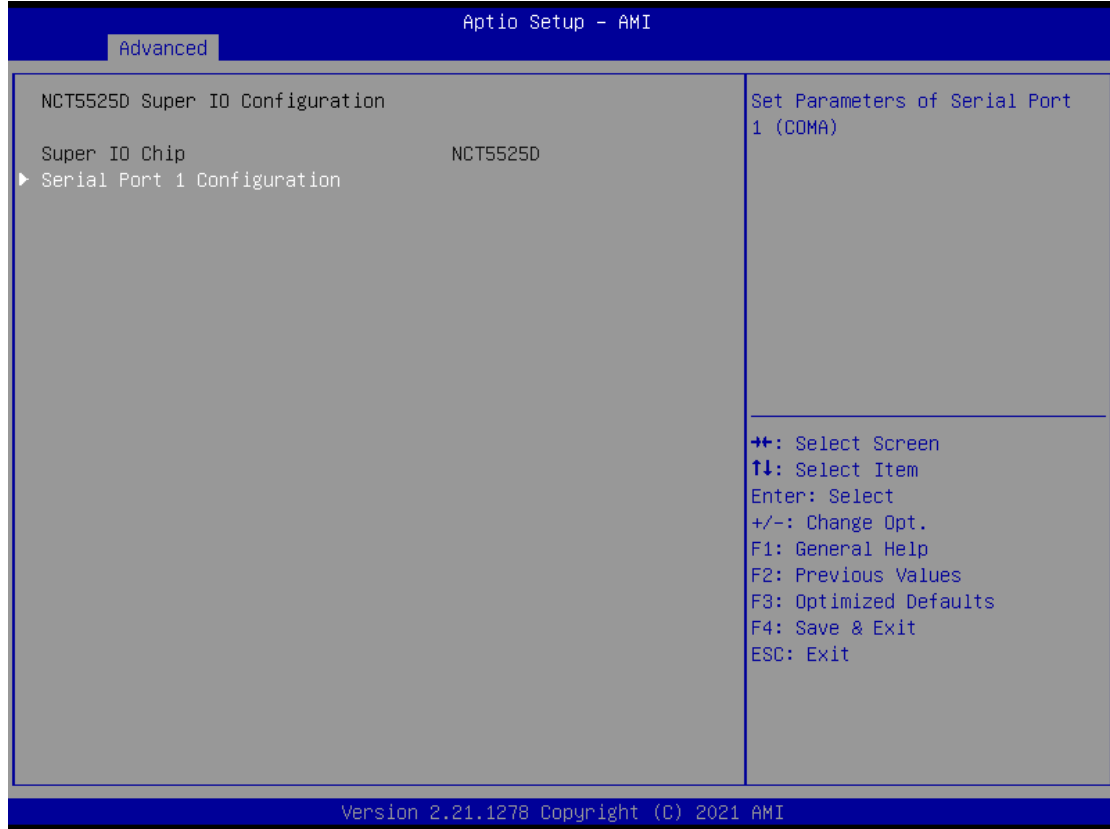 Aptio Setup – AMI
Advanced
NCT5525D Super IO Configuration
Super IO Chip NCT5525D
▶ Serial Port 1 Configuration
Set Parameters of Serial Port
1 (COMA)
→←: Select Screen
↑↓: Select Item
Enter: Select
+/-: Change Opt.
F1: General Help
F2: Previous Values
F3: Optimized Defaults
F4: Save & Exit
ESC: Exit
Version 2.21.1278 Copyright (C) 2021 AMI